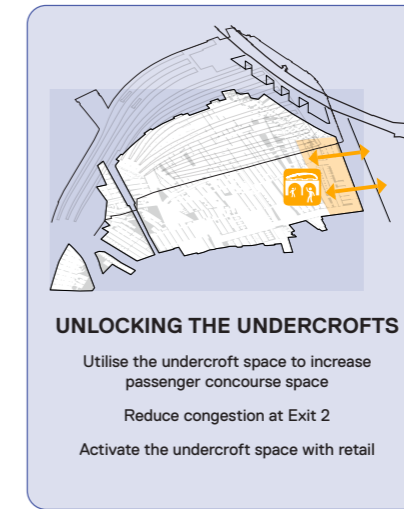 UNLOCKING THE UNDERCROFTS
Utilise the undercroft space to increase
passenger concourse space
Reduce congestion at Exit 2
Activate the undercroft space with retail